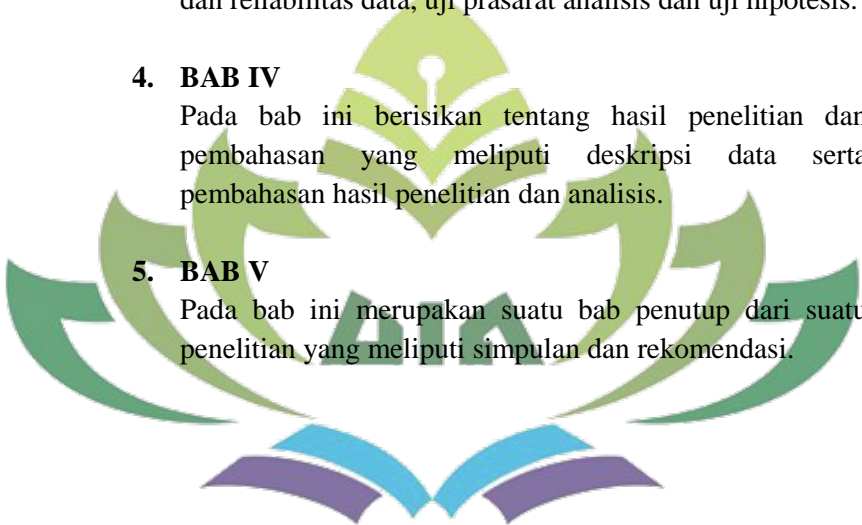 dan reliabilitas data, uji prasarat analisis dan uji hipotesis.
4. BAB IV
Pada bab ini berisikan tentang hasil penelitian dan
pembahasan yang meliputi deskripsi data serta
pembahasan hasil penelitian dan analisis.
5. BAB V
Pada bab ini merupakan suatu bab penutup dari suatu
penelitian yang meliputi simpulan dan rekomendasi.
UIN